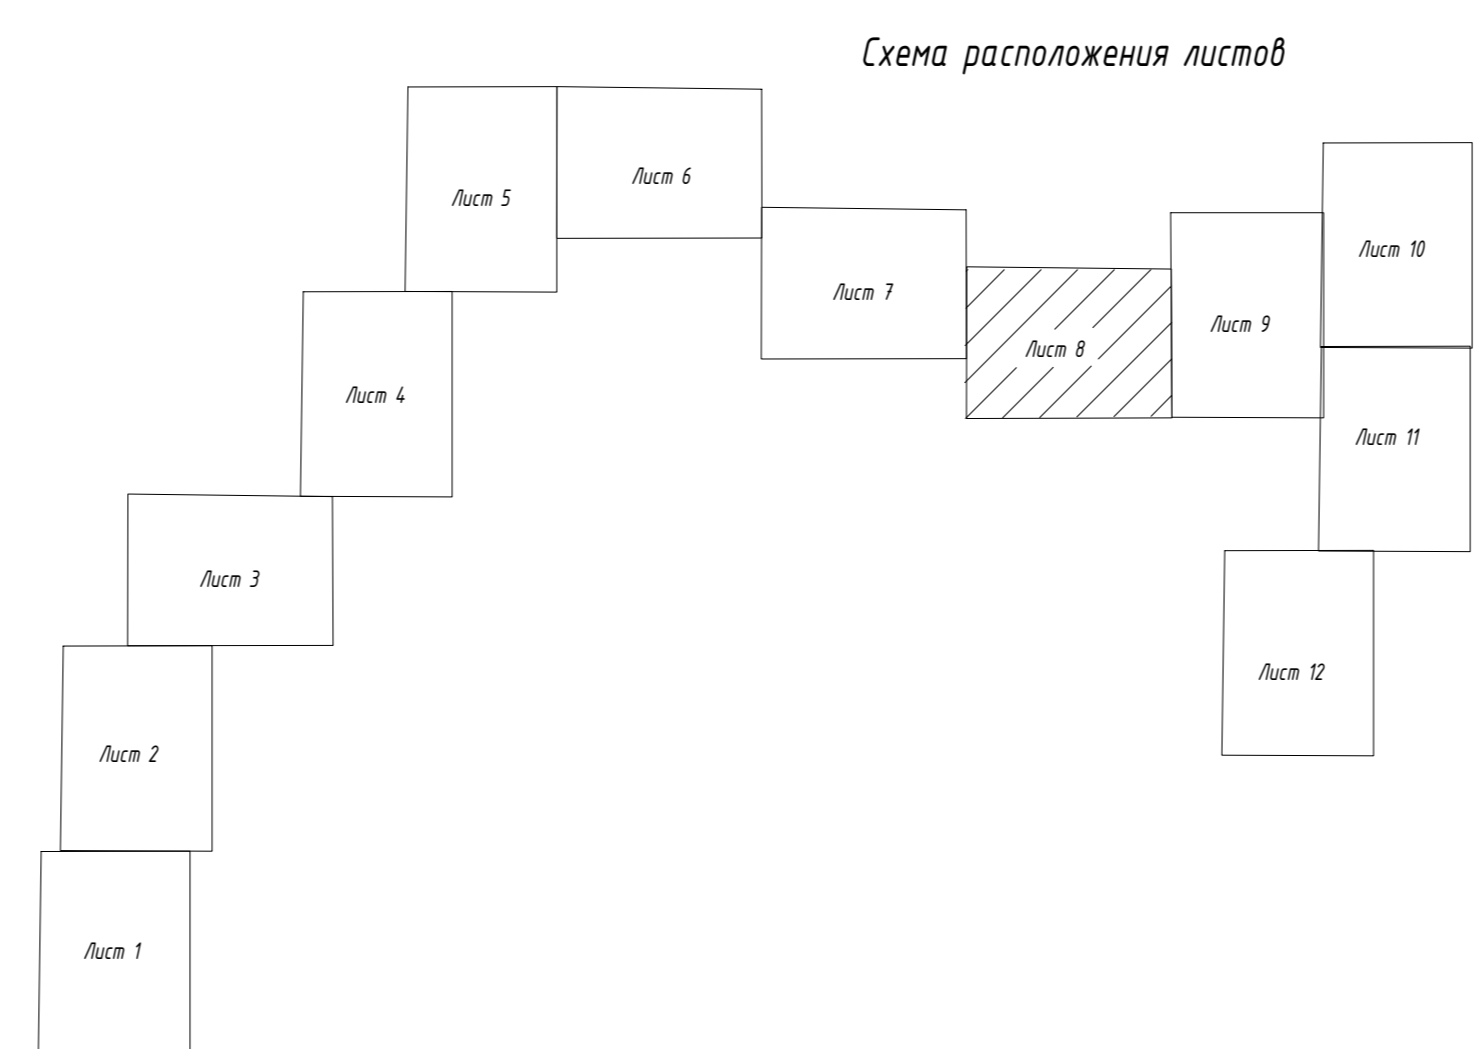 Схема расположения листов
Лист 5
Лист 6
Лист 7
Лист 8
Лист 9
Лист 10
Лист 11
Лист 4
Лист 3
Лист 2
Лист 12
Лист 1